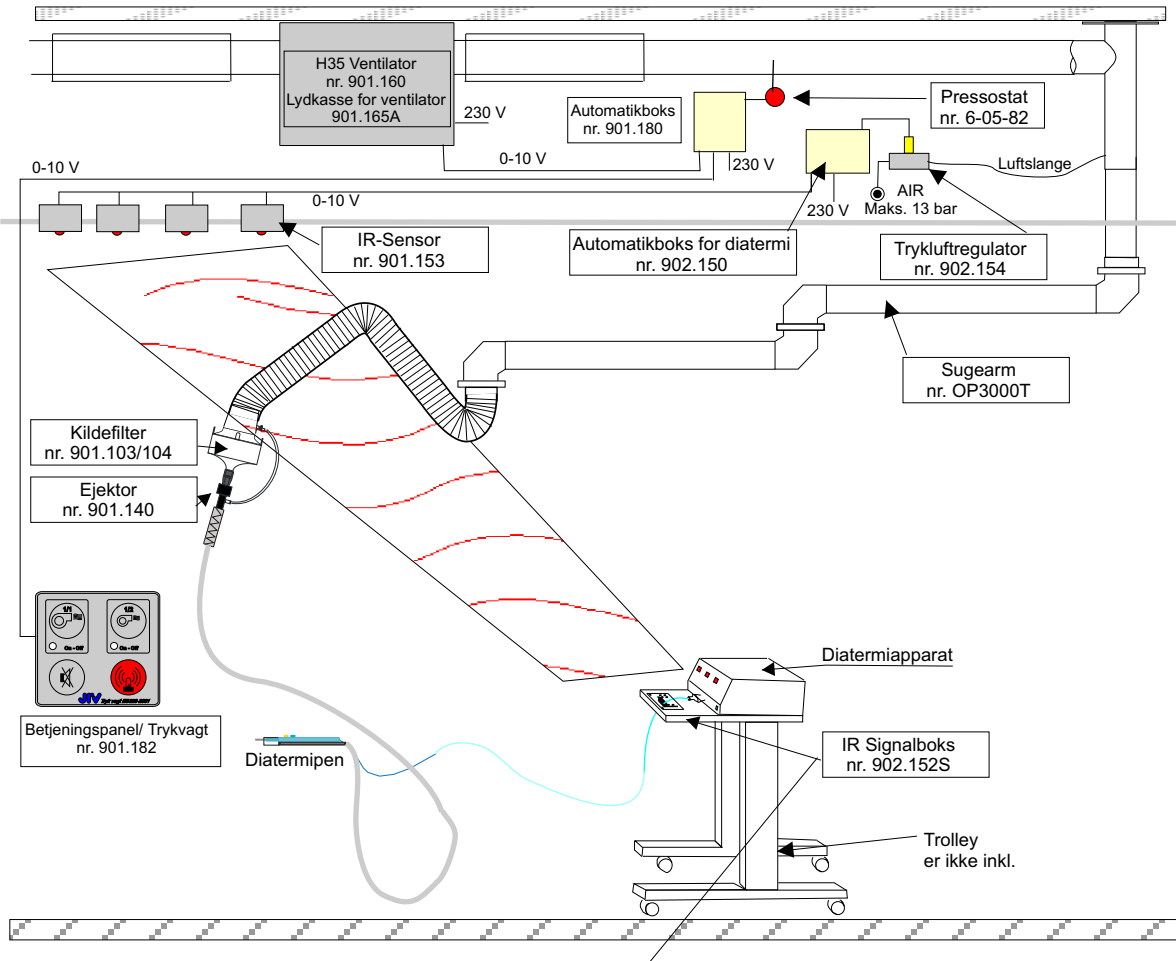 H35 Ventilator
nr. 901.160
Lydkasse for ventilator
901.165A
230 V
Automatikboks
nr. 901.180
Pressostat
nr. 6-05-82
0-10 V
230 V
0-10 V
0-10 V
230 V
AIR
Maks. 13 bar
Luftslange
IR-Sensor
nr. 901.153
Automatikboks for diatermi
nr. 902.150
Trykluftregulator
nr. 902.154
Sugearm
nr. OP3000T
Kildefilter
nr. 901.103/104
Ejektor
nr. 901.140
1/1
1/2
On - Off
On - Off
JIV
Betjeningspanel/ Trykvagt
nr. 901.182
Diatermipen
Diatermiapparat
IR Signalboks
nr. 902.152S
Trolley
er ikke inkl.